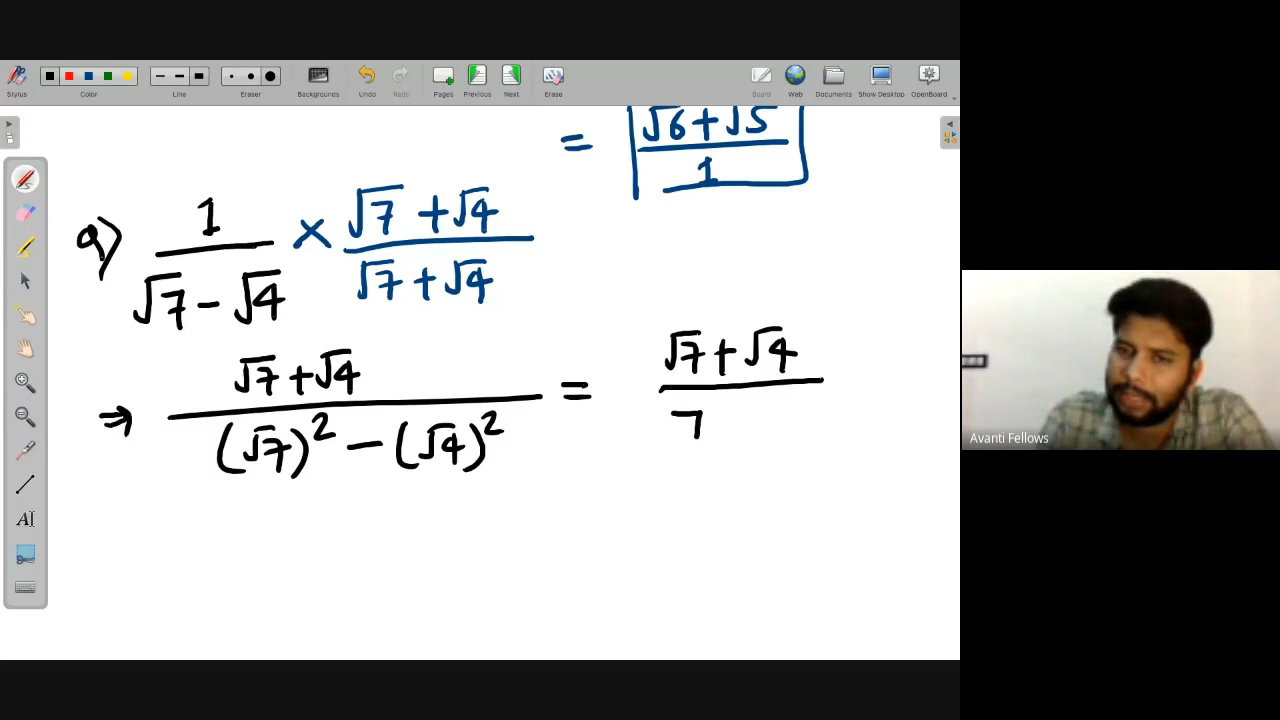 Stylus Color Line Eraser Backgrounds Undo Redo Pages Previous Next Erase Board Web Documents Show Desktop OpenBoard
= √6+√5 / 1
Q) 1 / √7 − √4 × √7 + √4 / √7 + √4
⇒ √7 + √4 / (√7)² − (√4)² = √7 + √4 / 7
Avanti Fellows